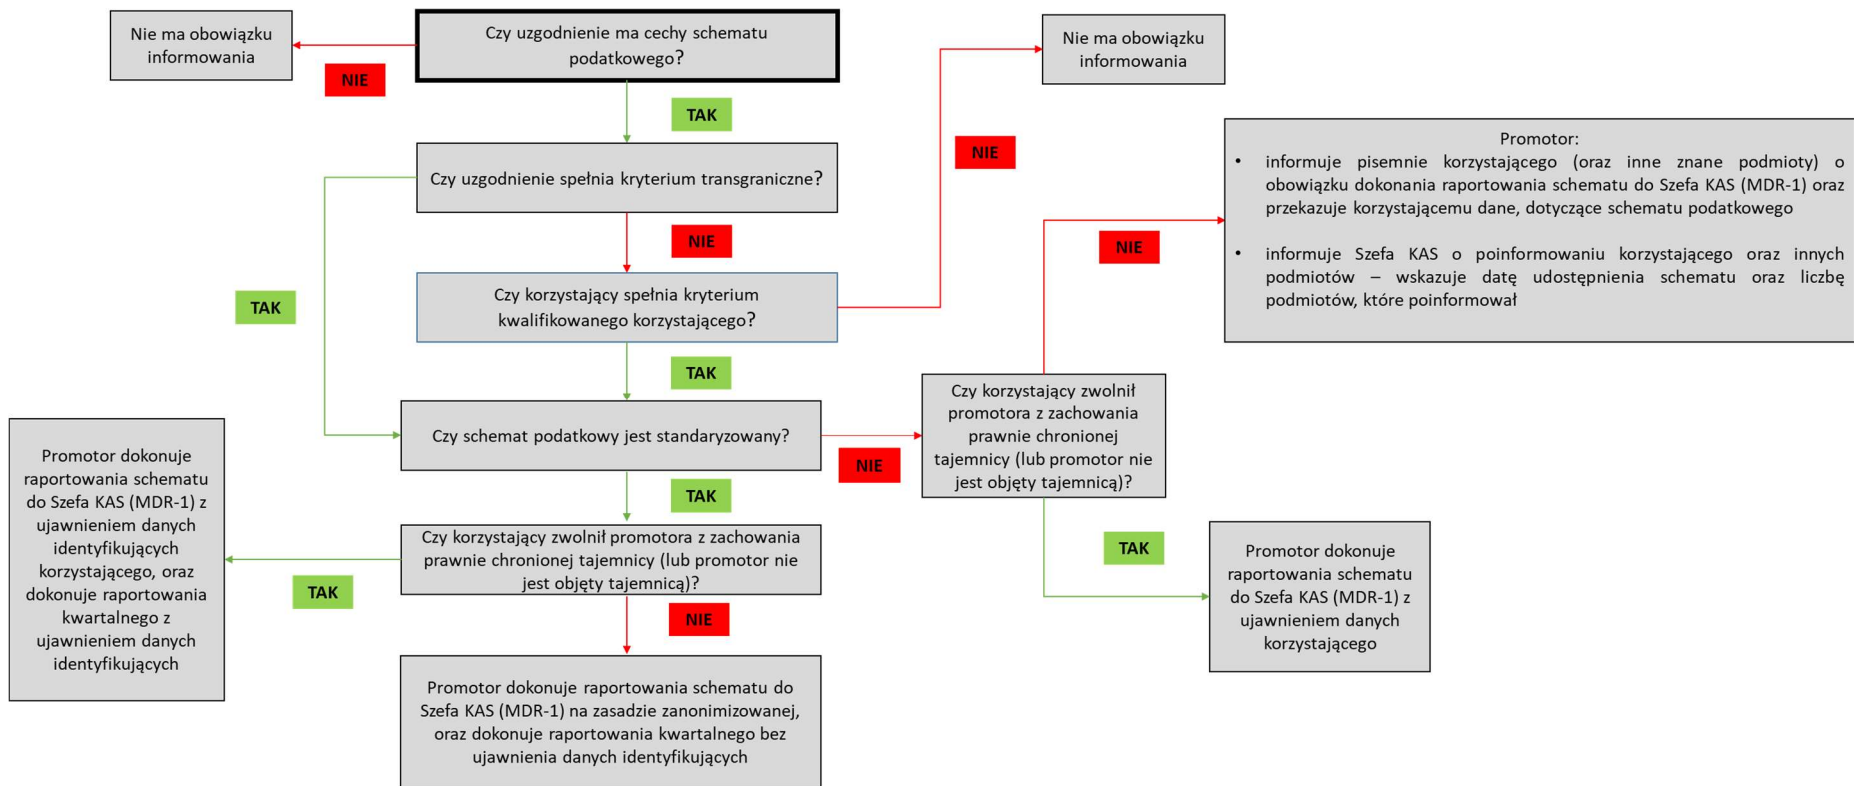 Nie ma obowiązku
informowania
NIE
Czy uzgodnienie ma cechy schematu
podatkowego?
TAK
Nie ma obowiązku
informowania
NIE
Czy uzgodnienie spełnia kryterium transgraniczne?
NIE
TAK
Czy korzystający spełnia kryterium
kwalifikowanego korzystającego?
TAK
Promotor:
• informuje pisemnie korzystającego (oraz inne znane podmioty) o
obowiązku dokonania raportowania schematu do Szefa KAS (MDR-1) oraz
przekazuje korzystającemu dane, dotyczące schematu podatkowego
• informuje Szefa KAS o poinformowaniu korzystającego oraz innych
podmiotów – wskazuje datę udostępnienia schematu oraz liczbę
podmiotów, które poinformował
NIE
Czy schemat podatkowy jest standaryzowany?
NIE
TAK
Czy korzystający zwolnił
promotora z zachowania
prawnie chronionej
tajemnicy (lub promotor nie
jest objęty tajemnicą)?
TAK
Promotor dokonuje
raportowania schematu
do Szefa KAS (MDR-1) z
ujawnieniem danych
korzystającego
Czy korzystający zwolnił promotora z zachowania
prawnie chronionej tajemnicy (lub promotor nie
jest objęty tajemnicą)?
TAK
NIE
Promotor dokonuje
raportowania schematu
do Szefa KAS (MDR-1) z
ujawnieniem danych
identyfikujących
korzystającego, oraz
dokonuje raportowania
kwartalnego z
ujawnieniem danych
identyfikujących
Promotor dokonuje raportowania schematu do
Szefa KAS (MDR-1) na zasadzie zanonimizowanej,
oraz dokonuje raportowania kwartalnego bez
ujawnienia danych identyfikujących